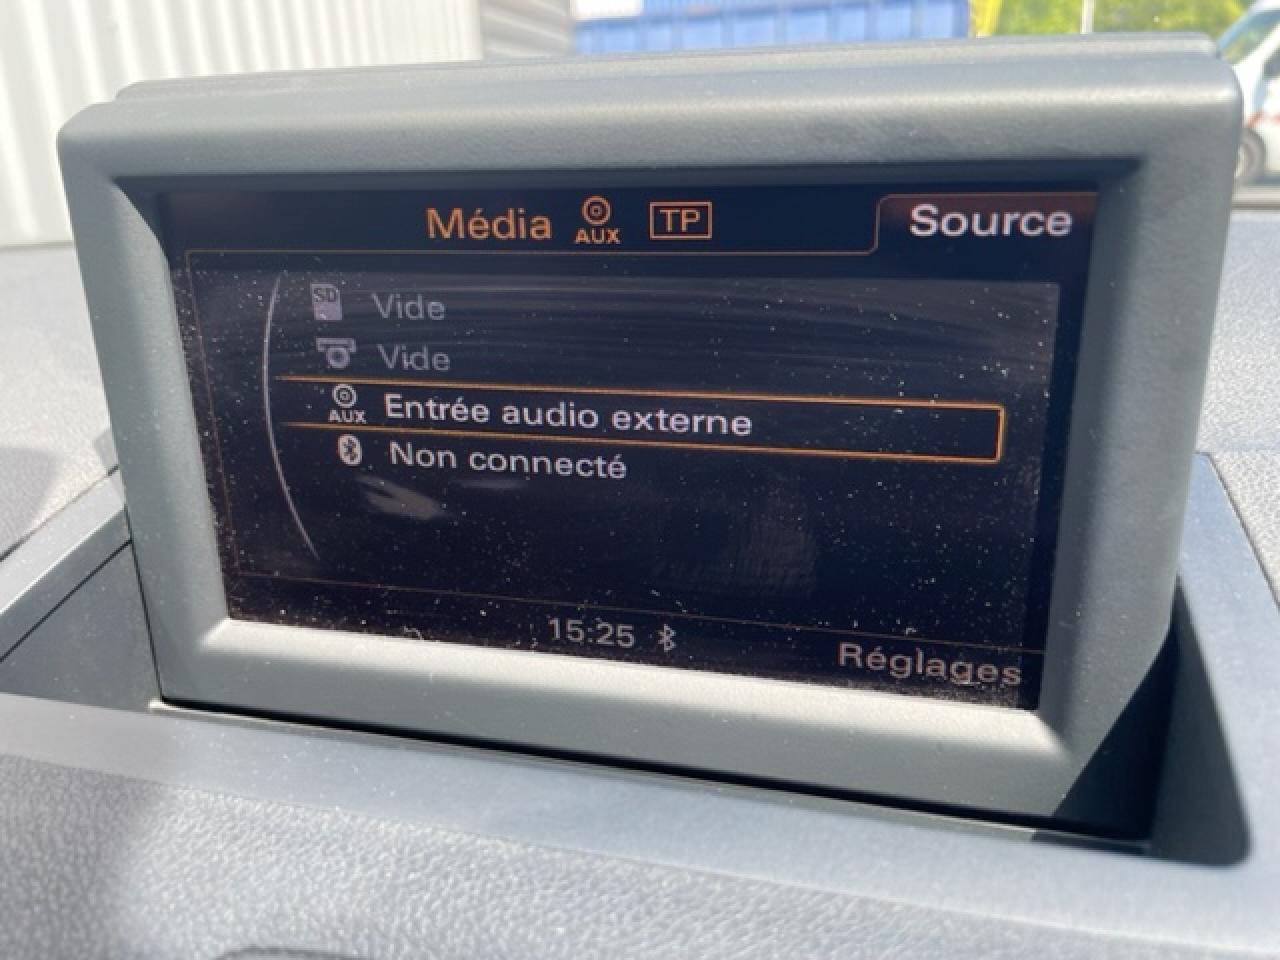 Média AUX TP Source
SD Vide
Vide
AUX Entrée audio externe
Non connecté
15:25 Réglages